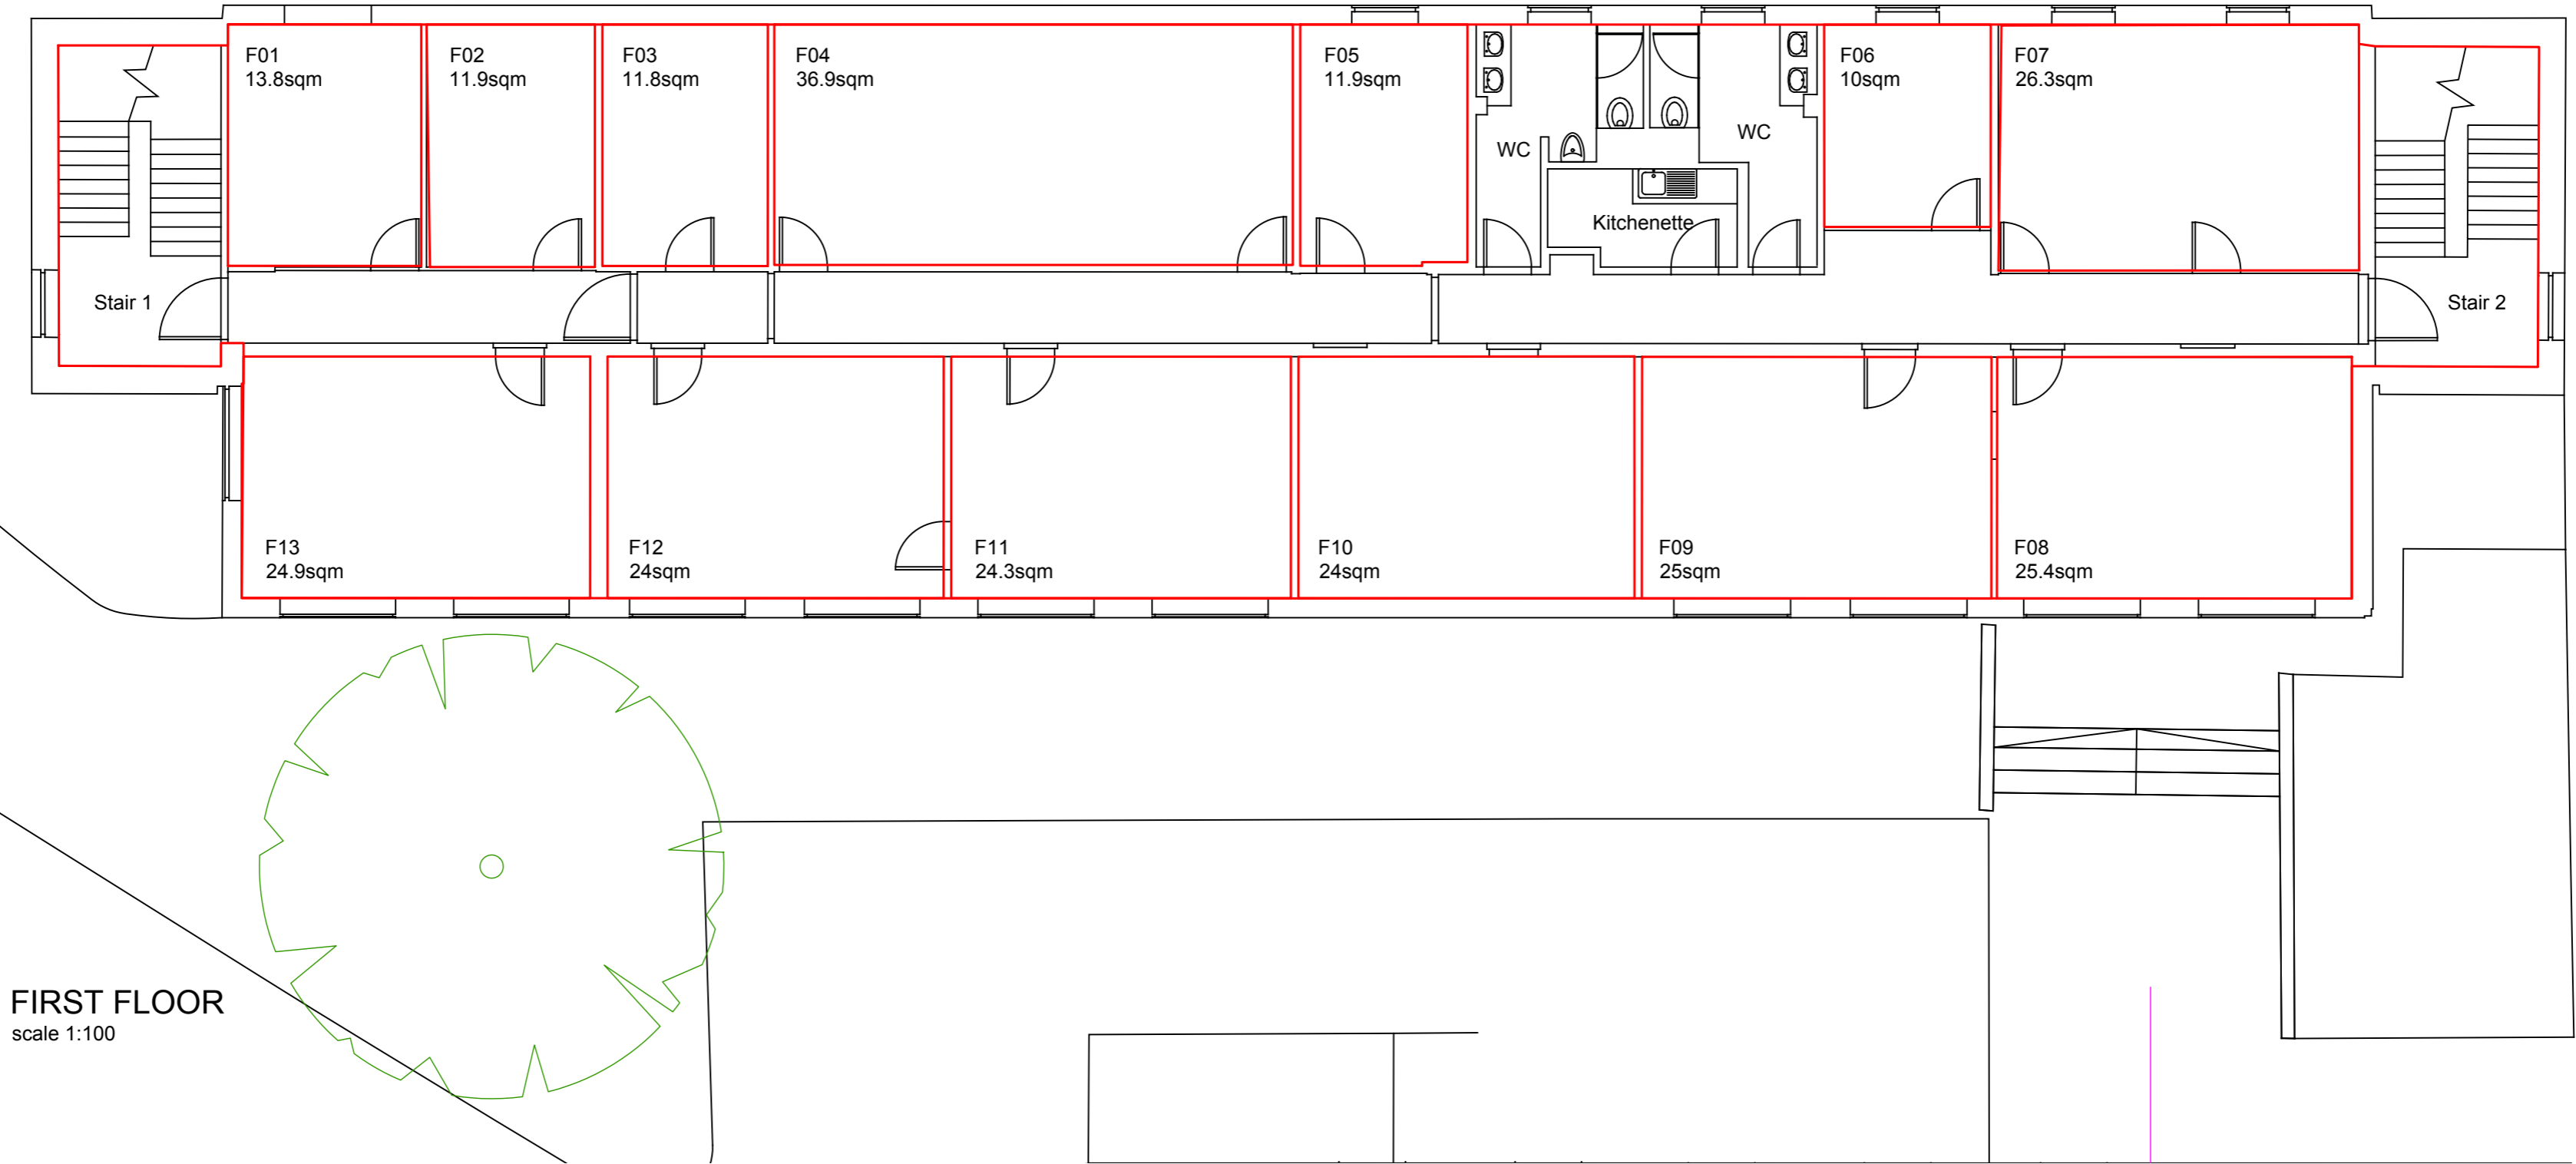 F01
13.8sqm
F02
11.9sqm
F03
11.8sqm
F04
36.9sqm
F05
11.9sqm
WC
WC
Kitchenette
F06
10sqm
F07
26.3sqm
Stair 1
Stair 2
F13
24.9sqm
F12
24sqm
F11
24.3sqm
F10
24sqm
F09
25sqm
F08
25.4sqm
FIRST FLOOR
scale 1:100